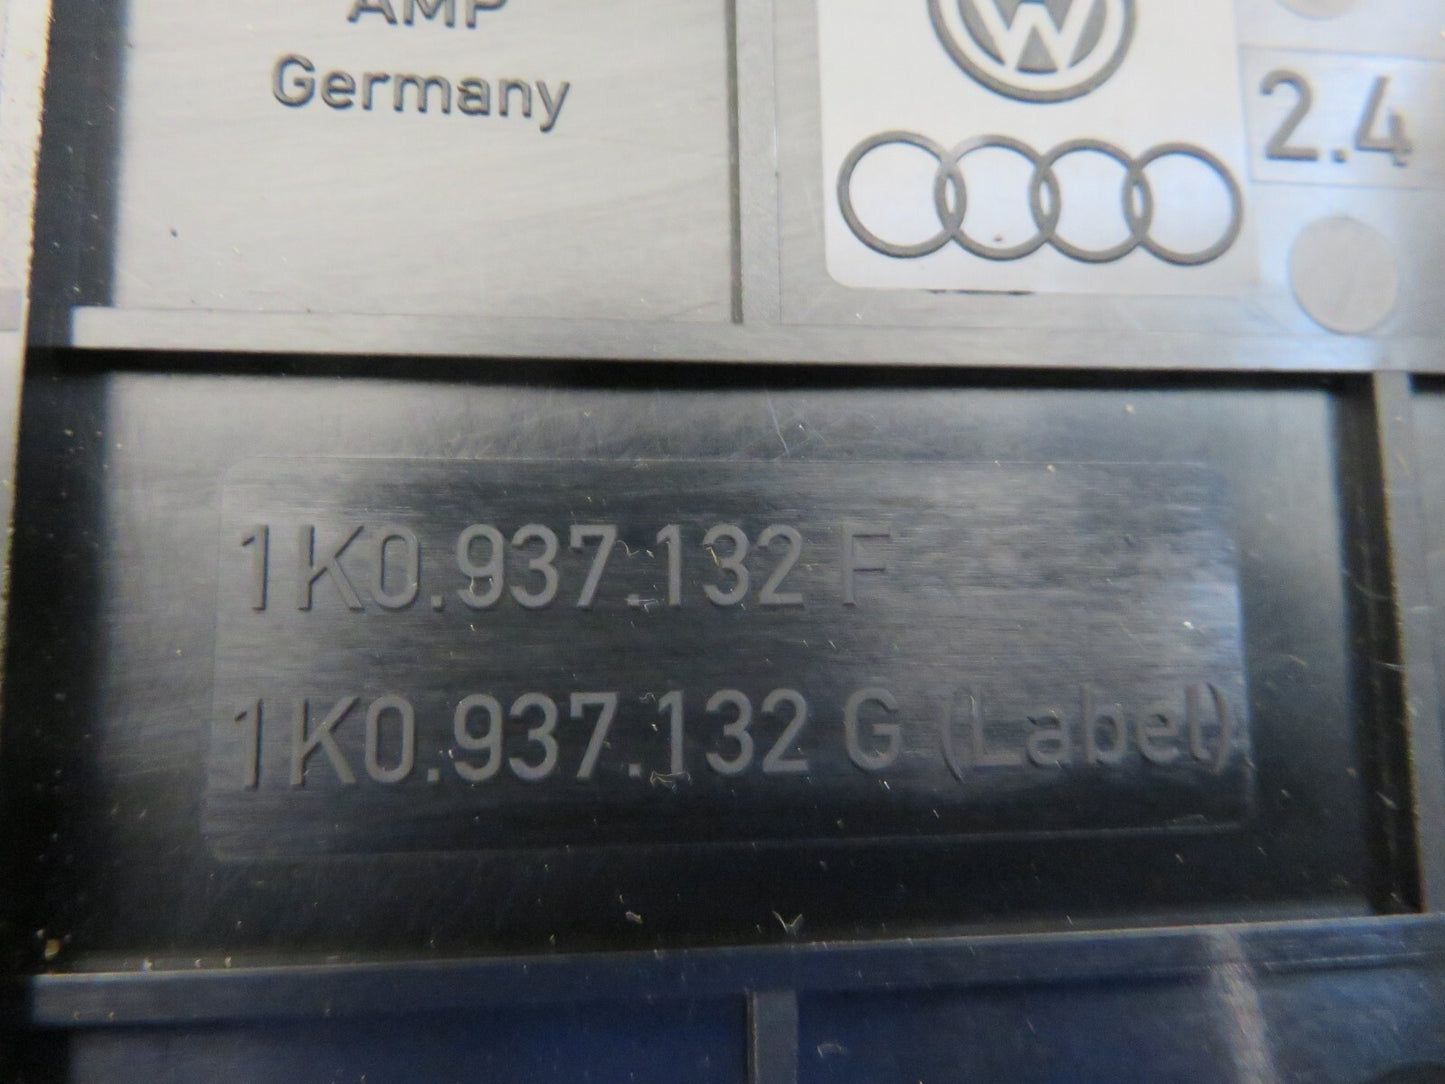 AMP
Germany
2.4
1K0.937.132 F
1K0.937.132 G (Label)